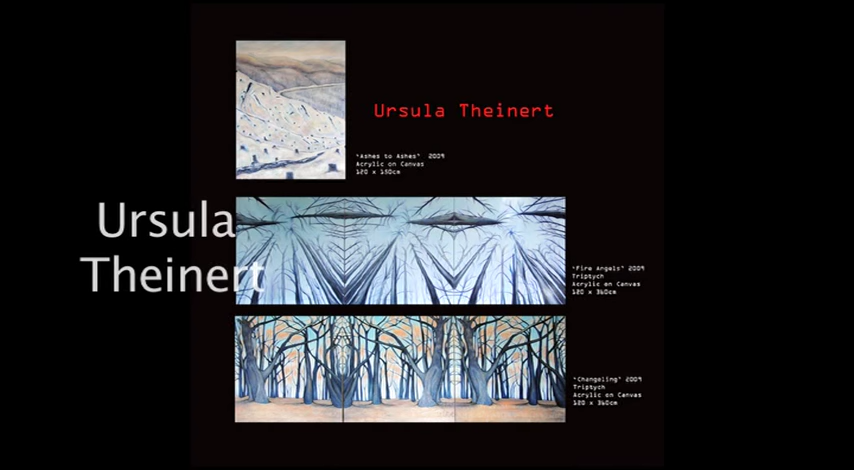 Ursula Theinert
'Ashes to Ashes' 2009
Acrylic on Canvas
120 x 150cm
Ursula
Theinert
'Fire Angels' 2009
Triptych
Acrylic on Canvas
120 x 360cm
'Changeling' 2009
Triptych
Acrylic on Canvas
120 x 360cm